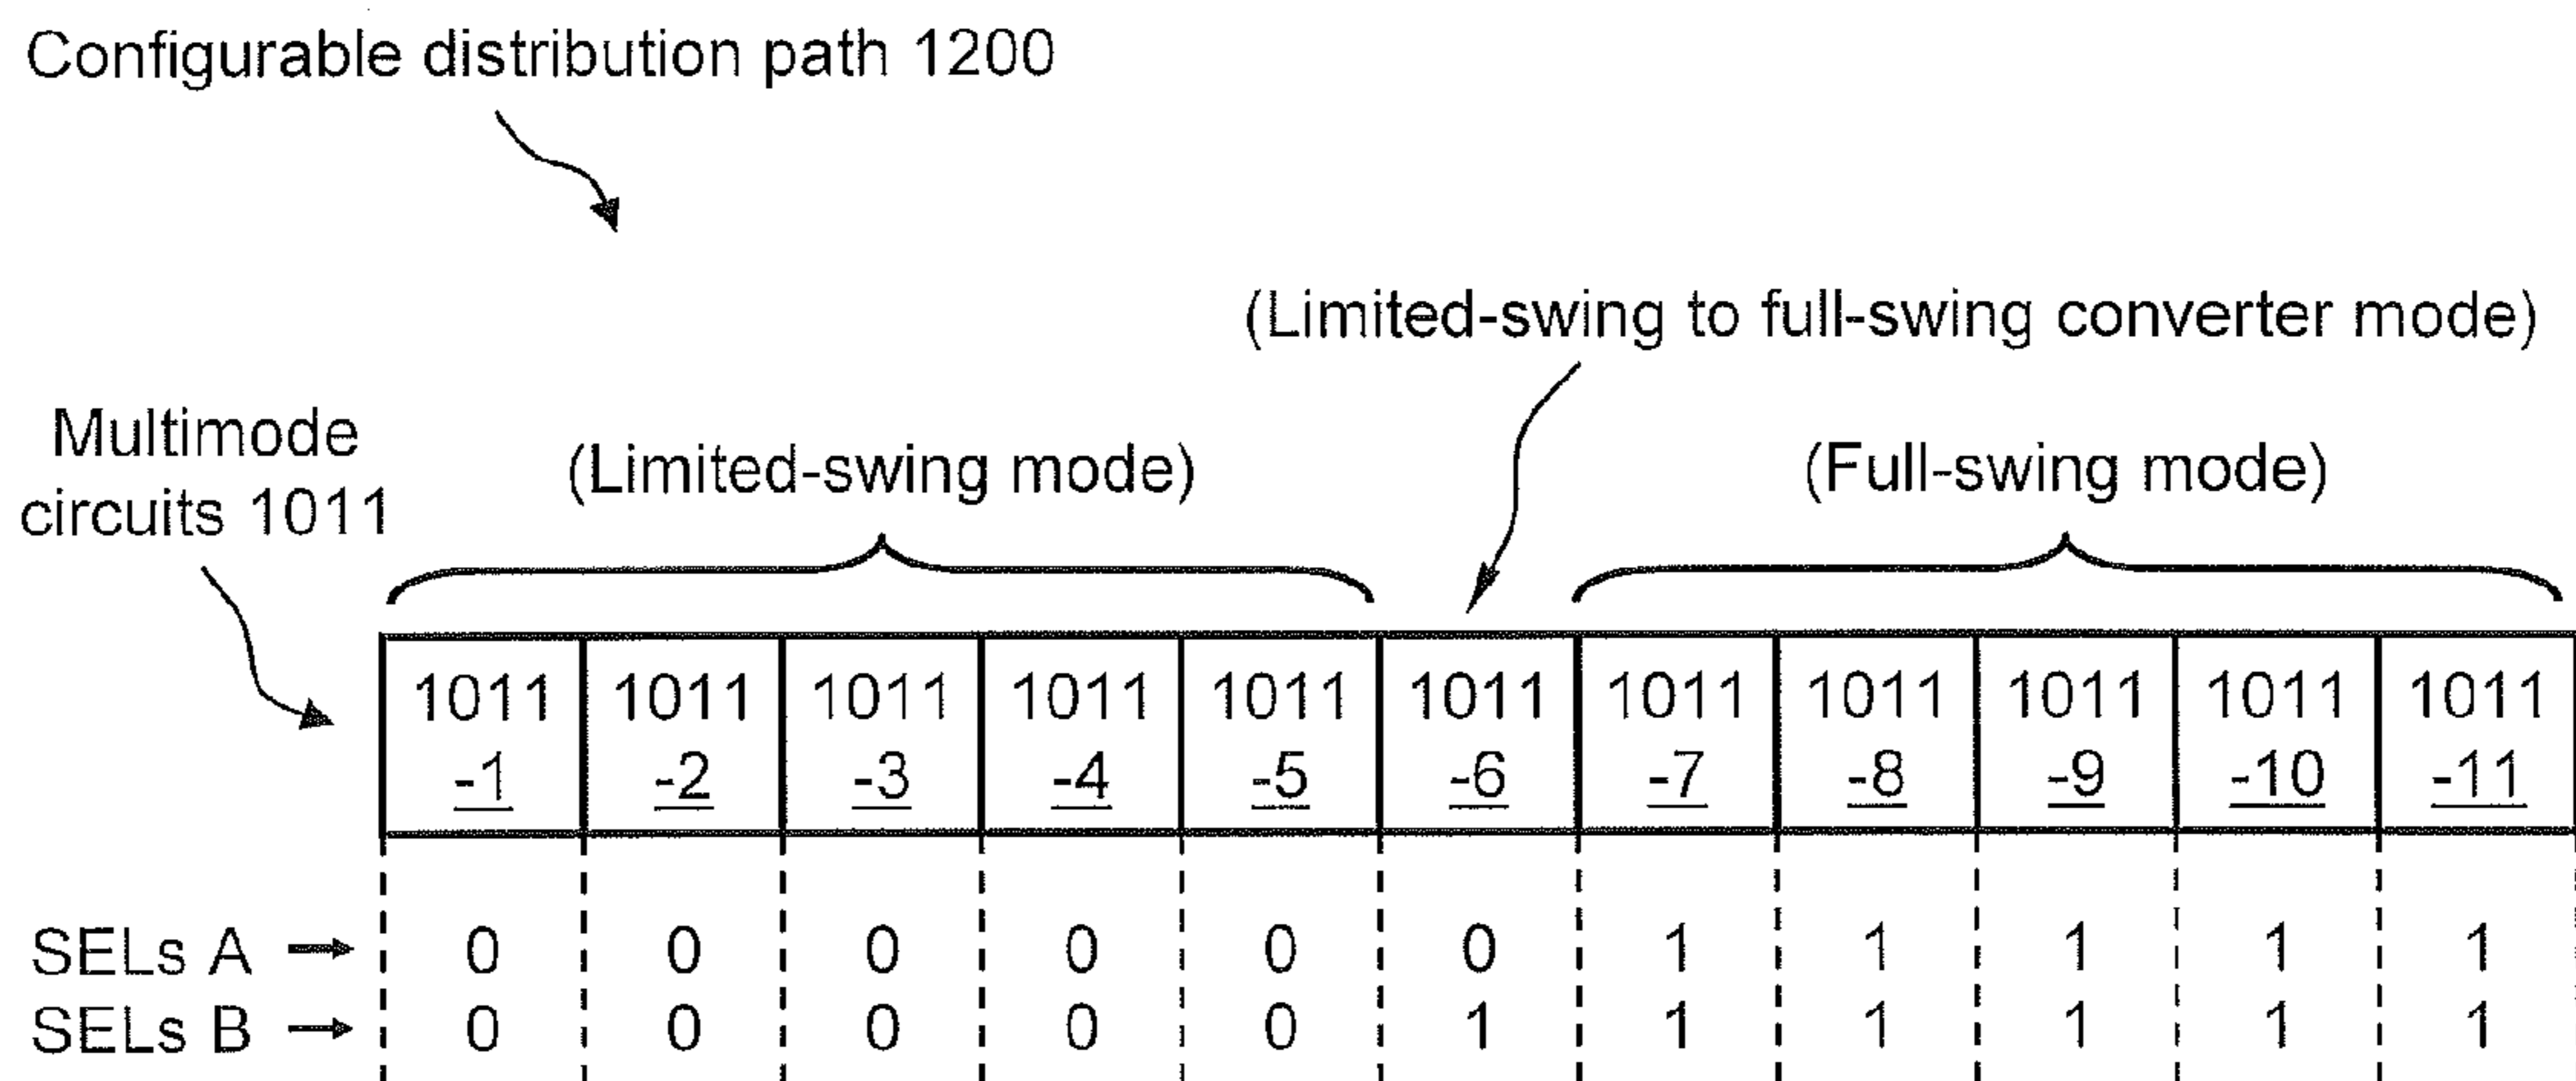 Configurable distribution path 1200
(Limited-swing to full-swing converter mode)
Multimode
circuits 1011
(Limited-swing mode)
(Full-swing mode)
1011 1011 1011 1011 1011 1011 1011 1011 1011 1011 1011
-1 -2 -3 -4 -5 -6 -7 -8 -9 -10 -11
SELs A → 0 0 0 0 0 0 1 1 1 1 1
SELs B → 0 0 0 0 0 1 1 1 1 1 1